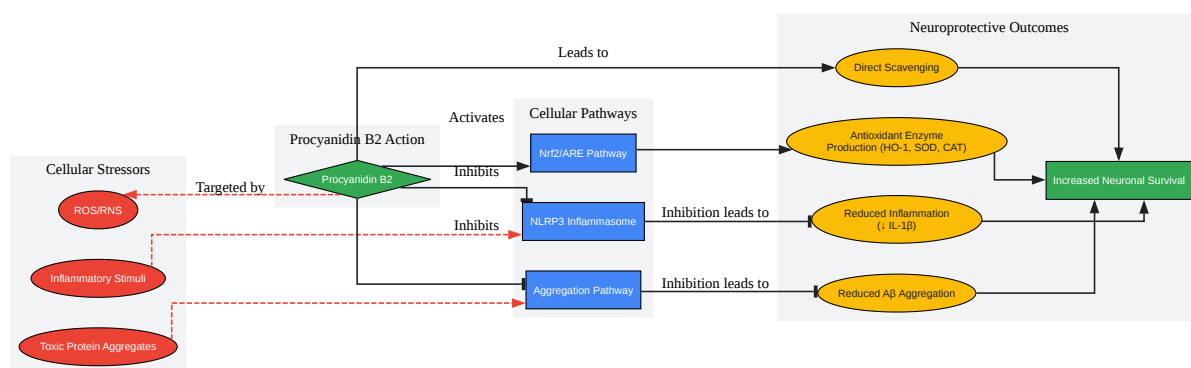 Neuroprotective Outcomes
Leads to
Direct Scavenging
Cellular Pathways
Activates
Procyanidin B2 Action
Nrf2/ARE Pathway
Antioxidant Enzyme
Production (HO-1, SOD, CAT)
Cellular Stressors
Inhibits
Procyanidin B2
Increased Neuronal Survival
Targeted by
ROS/RNS
Inhibits
NLRP3 Inflammasome
Inhibition leads to
Reduced Inflammation
(↓ IL-1β)
Inflammatory Stimuli
Aggregation Pathway
Inhibition leads to
Reduced Aβ Aggregation
Toxic Protein Aggregates